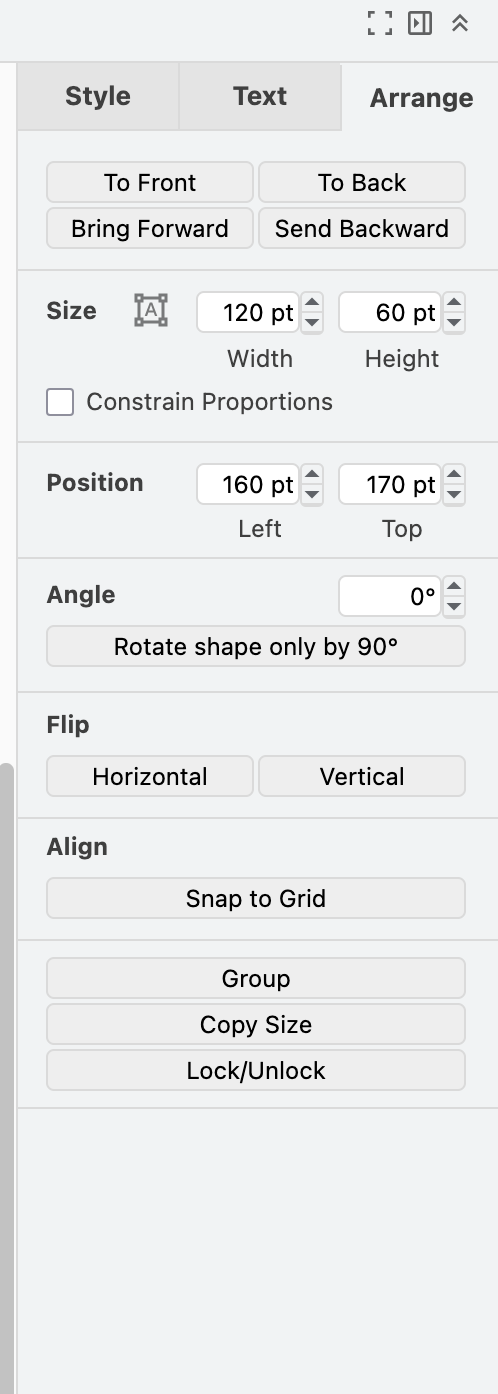 Style Text Arrange
To Front To Back
Bring Forward Send Backward
Size A 120 pt 60 pt
Width Height
Constrain Proportions
Position 160 pt 170 pt
Left Top
Angle 0°
Rotate shape only by 90°
Flip
Horizontal Vertical
Align
Snap to Grid
Group
Copy Size
Lock/Unlock